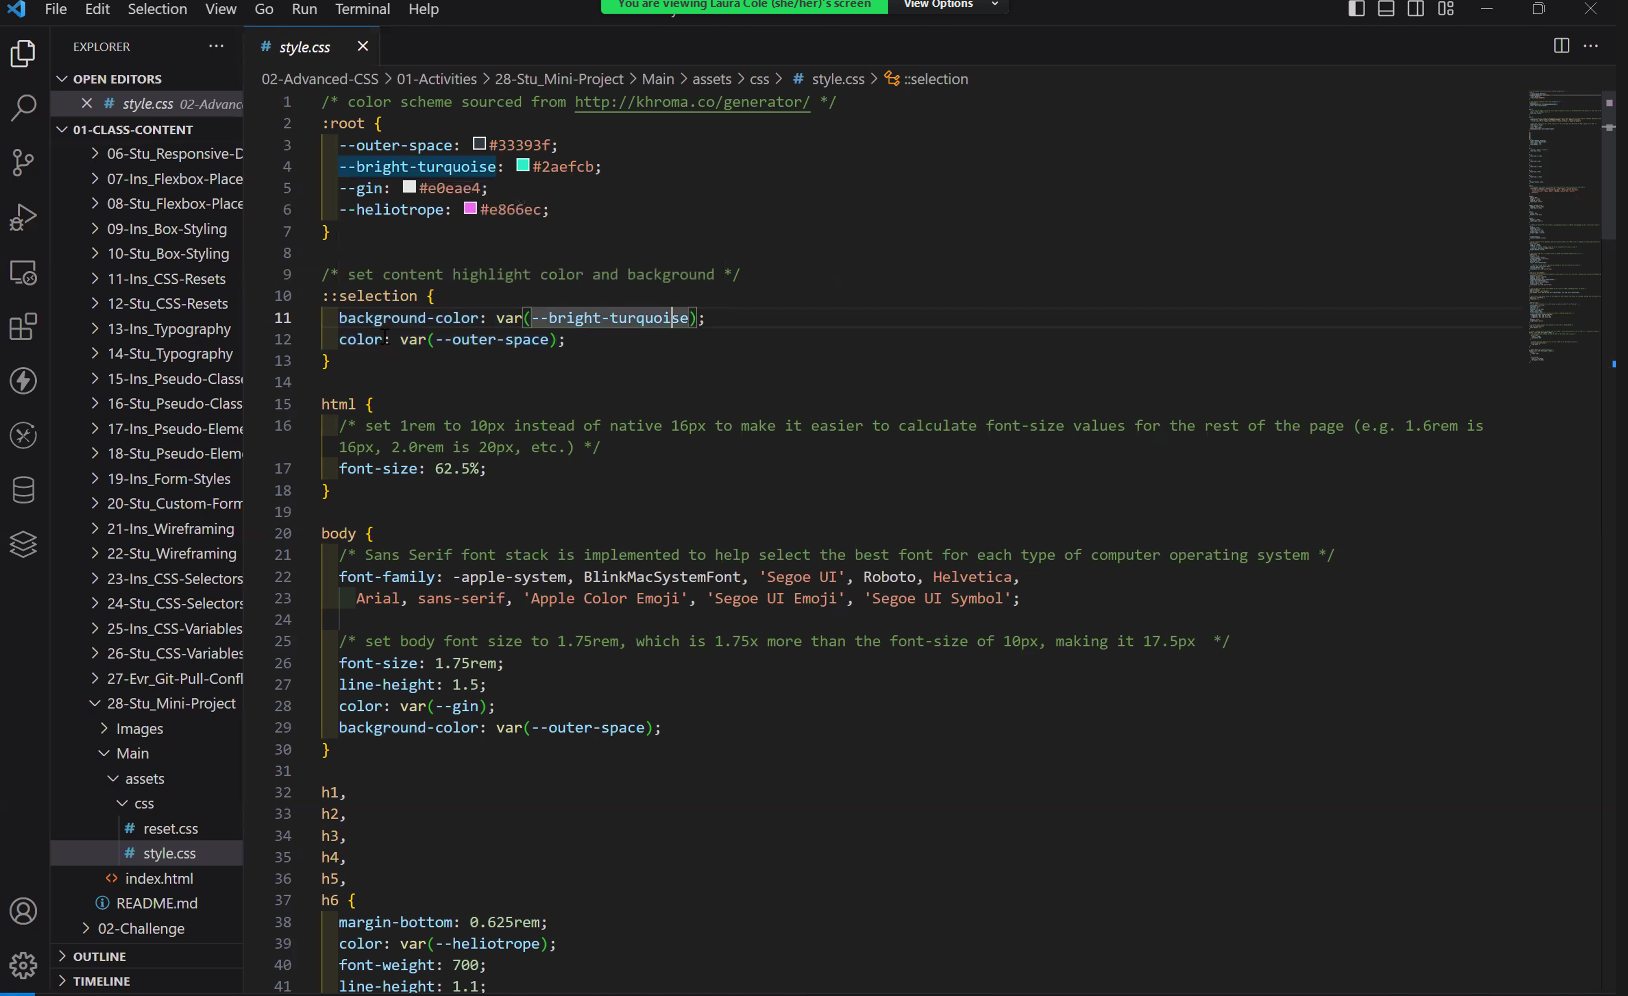 File Edit Selection View Go Run Terminal Help
You are viewing Laura Cole (she/her)'s screen
View Options
EXPLORER
OPEN EDITORS
style.css 02-Advanc
01-CLASS-CONTENT
06-Stu_Responsive-D
07-Ins_Flexbox-Place
08-Stu_Flexbox-Place
09-Ins_Box-Styling
10-Stu_Box-Styling
11-Ins_CSS-Resets
12-Stu_CSS-Resets
13-Ins_Typography
14-Stu_Typography
15-Ins_Pseudo-Classe
16-Stu_Pseudo-Class
17-Ins_Pseudo-Eleme
18-Stu_Pseudo-Elem
19-Ins_Form-Styles
20-Stu_Custom-Form
21-Ins_Wireframing
22-Stu_Wireframing
23-Ins_CSS-Selectors
24-Stu_CSS-Selectors
25-Ins_CSS-Variables
26-Stu_CSS-Variables
27-Evr_Git-Pull-Confl
28-Stu_Mini-Project
Images
Main
assets
css
# reset.css
# style.css
<> index.html
README.md
02-Challenge
OUTLINE
TIMELINE
# style.css
02-Advanced-CSS > 01-Activities > 28-Stu_Mini-Project > Main > assets > css > # style.css > ::selection
1 /* color scheme sourced from http://khroma.co/generator/ */
2 :root {
3 --outer-space: #33393f;
4 --bright-turquoise: #2aefcb;
5 --gin: #e0eae4;
6 --heliotrope: #e866ec;
7 }
8
9 /* set content highlight color and background */
10 ::selection {
11 background-color: var(--bright-turquoise);
12 color: var(--outer-space);
13 }
14
15 html {
16 /* set 1rem to 10px instead of native 16px to make it easier to calculate font-size values for the rest of the page (e.g. 1.6rem is
16px, 2.0rem is 20px, etc.) */
17 font-size: 62.5%;
18 }
19
20 body {
21 /* Sans Serif font stack is implemented to help select the best font for each type of computer operating system */
22 font-family: -apple-system, BlinkMacSystemFont, 'Segoe UI', Roboto, Helvetica,
23 Arial, sans-serif, 'Apple Color Emoji', 'Segoe UI Emoji', 'Segoe UI Symbol';
24
25 /* set body font size to 1.75rem, which is 1.75x more than the font-size of 10px, making it 17.5px  */
26 font-size: 1.75rem;
27 line-height: 1.5;
28 color: var(--gin);
29 background-color: var(--outer-space);
30 }
31
32 h1,
33 h2,
34 h3,
35 h4,
36 h5,
37 h6 {
38 margin-bottom: 0.625rem;
39 color: var(--heliotrope);
40 font-weight: 700;
41 line-height: 1.1;